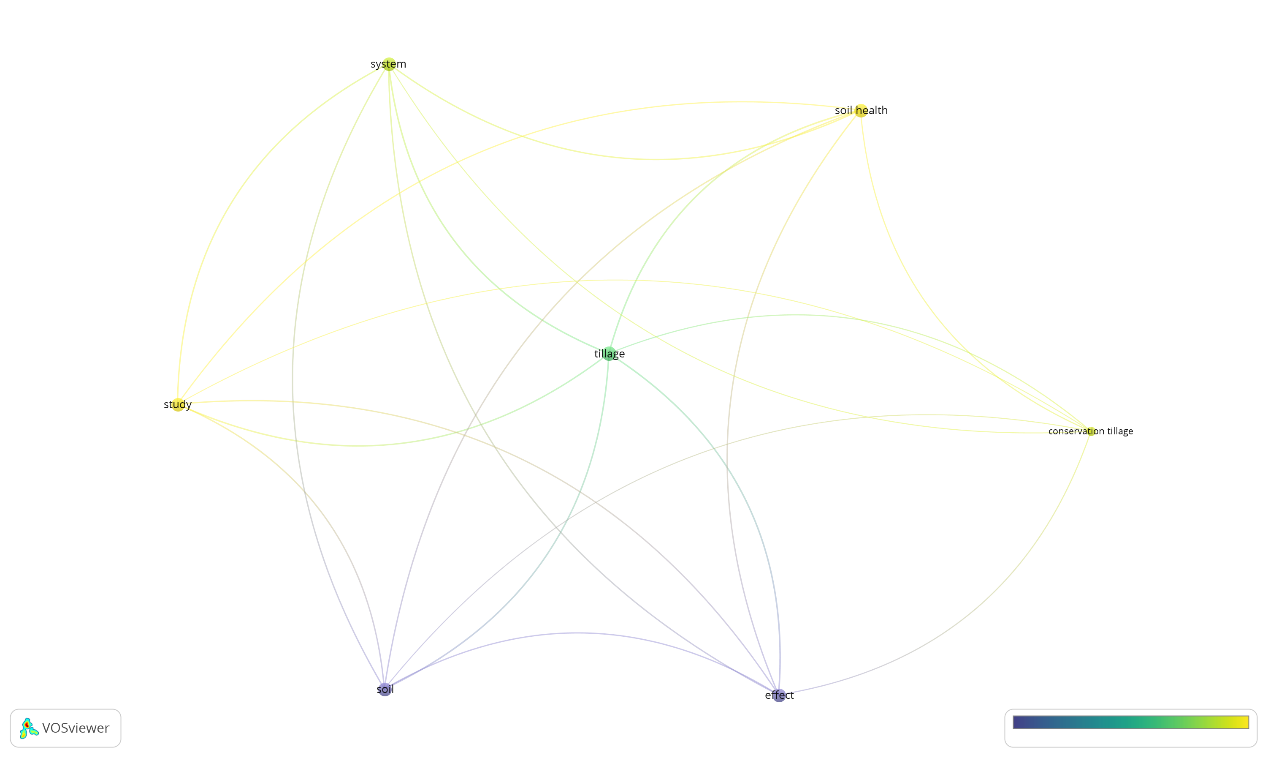 system
soil health
tillage
study
conservation tillage
soil
effect
VOSviewer